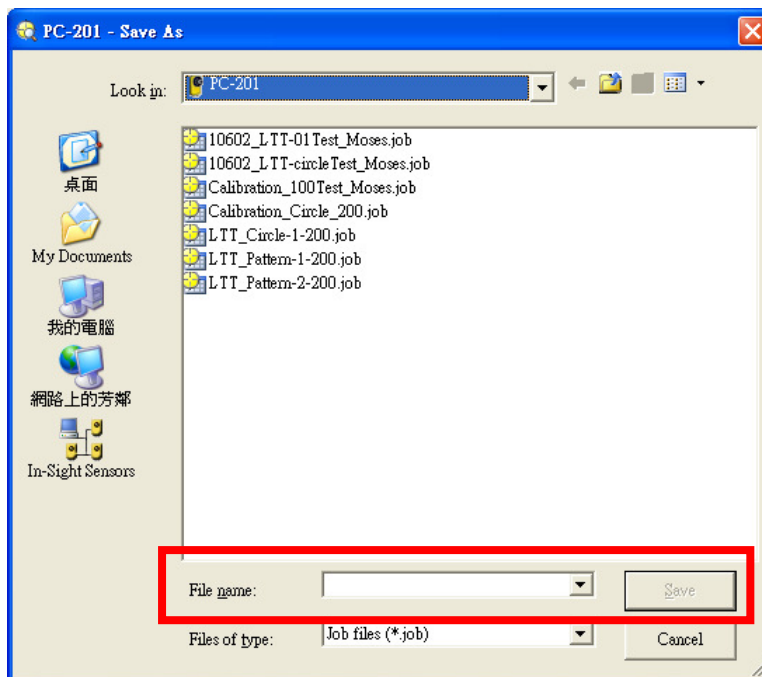 PC-201 - Save As
Look in:
PC-201
10602_LTT-01Test_Moses.job
10602_LTT-circleTest_Moses.job
Calibration_100Test_Moses.job
Calibration_Circle_200.job
LTT_Circle-1-200.job
LTT_Pattern-1-200.job
LTT_Pattern-2-200.job
桌面
My Documents
我的電腦
網路上的芳鄰
In-Sight Sensors
File name:
Save
Files of type:
Job files (*.job)
Cancel